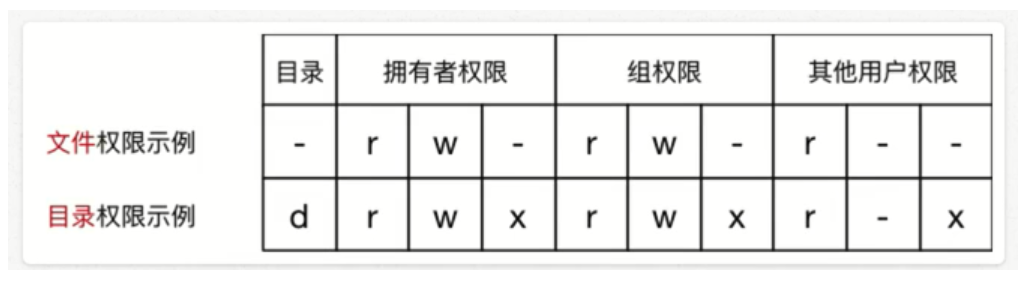 目录 拥有者权限 组权限 其他用户权限
文件权限示例 - r w - r w - r - -
目录权限示例 d r w x r w x r - x